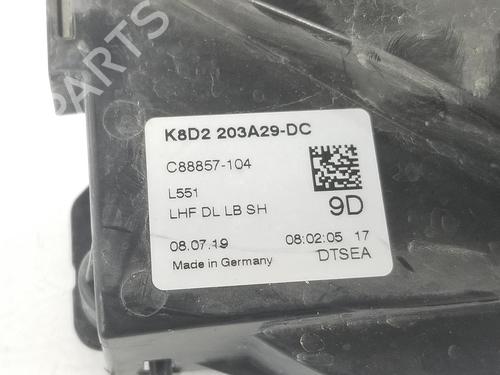 K8D2 203A29-DC
C88857-104
L551
LHF DL LB SH
9D
08.07.19
08:02:05 17
Made in Germany
DTSEA
B-PARTS